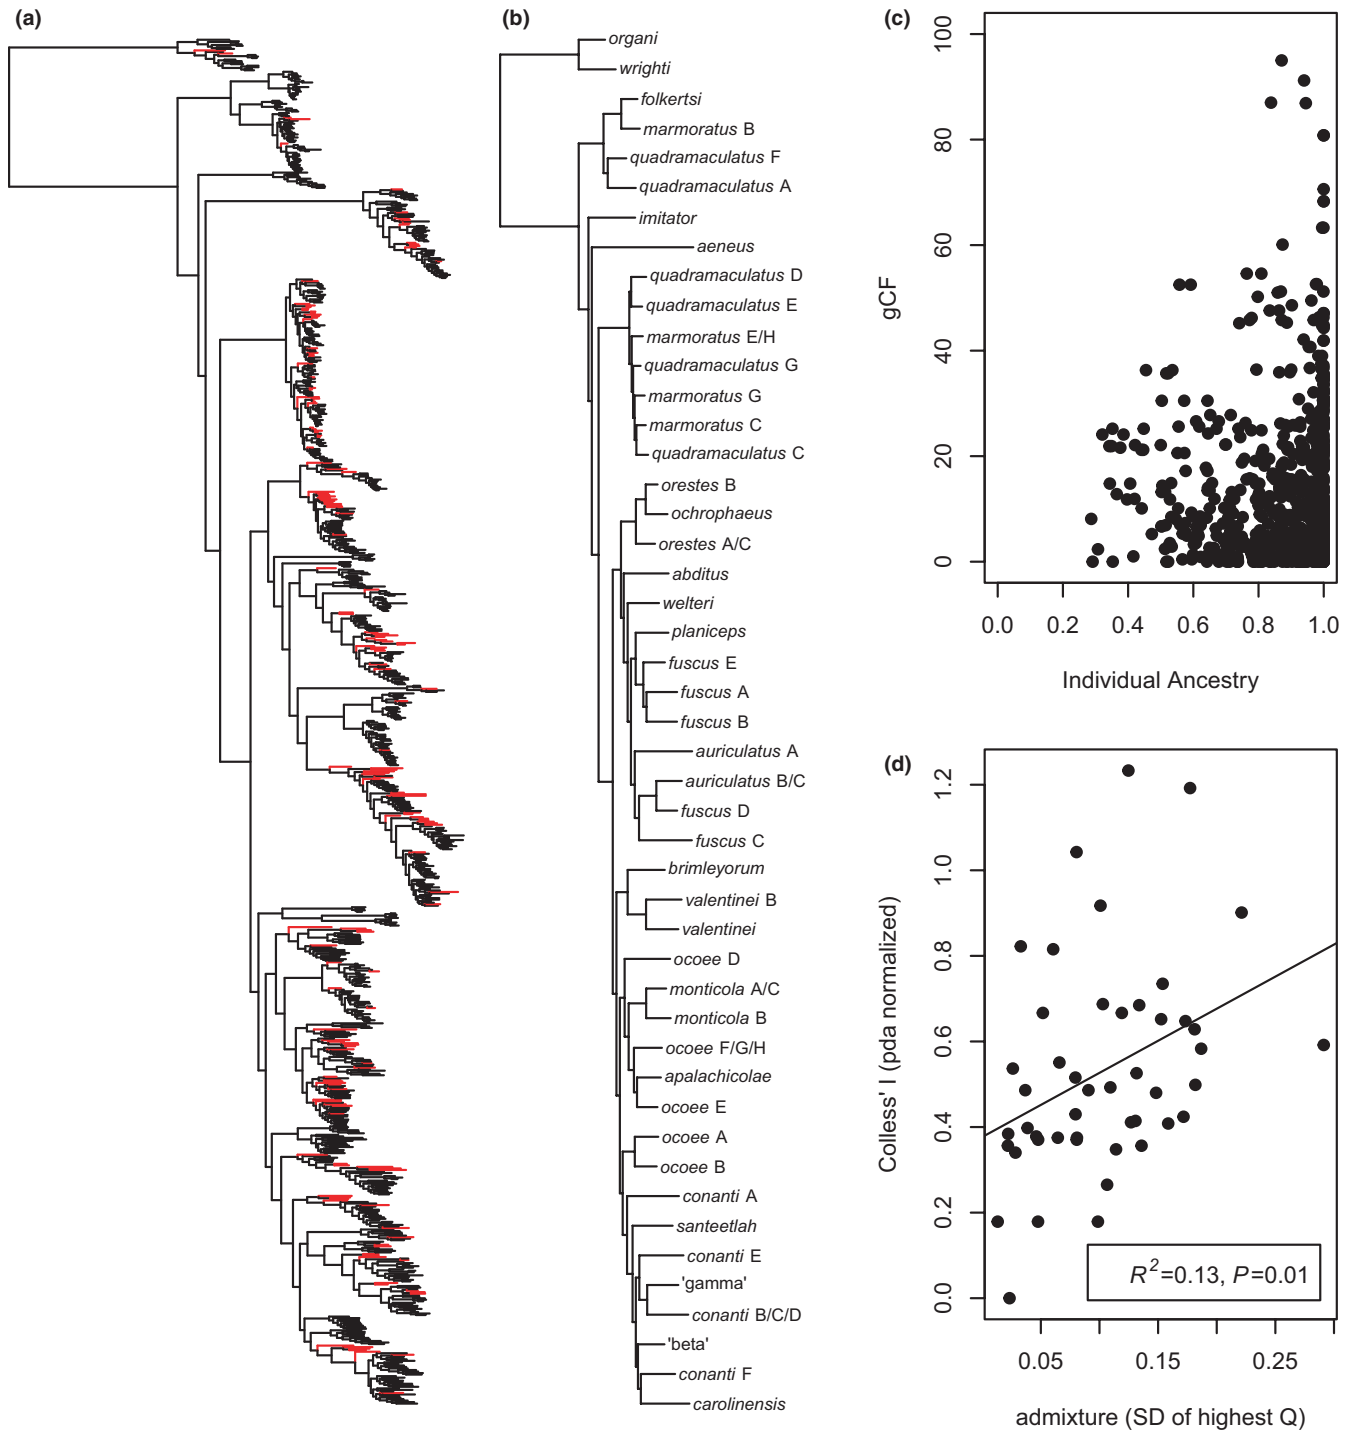 (a)
(b)
organi
wrighti
folkertsi
marmoratus B
quadramaculatus F
quadramaculatus A
imitator
aeneus
quadramaculatus D
quadramaculatus E
marmoratus E/H
quadramaculatus G
marmoratus G
marmoratus C
quadramaculatus C
orestes B
ochrophaeus
orestes A/C
abditus
welteri
planiceps
fuscus E
fuscus A
fuscus B
auriculatus A
auriculatus B/C
fuscus D
fuscus C
brimleyorum
valentinei B
valentinei
ocoee D
monticola A/C
monticola B
ocoee F/G/H
apalachicolae
ocoee E
ocoee A
ocoee B
conanti A
santeetlah
conanti E
'gamma'
conanti B/C/D
'beta'
conanti F
carolinensis
(c)
100
80
60
40
20
0
gCF
0.0 0.2 0.4 0.6 0.8 1.0
Individual Ancestry
(d)
1.2
1.0
0.8
0.6
0.4
0.2
0.0
Colless' I (pda normalized)
R²=0.13, P=0.01
0.05 0.15 0.25
admixture (SD of highest Q)